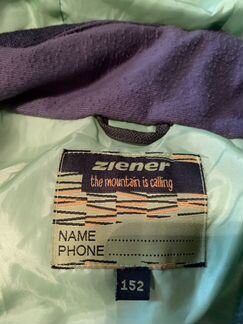 ziener
the mountain is calling
NAME ....................
PHONE ....................
152